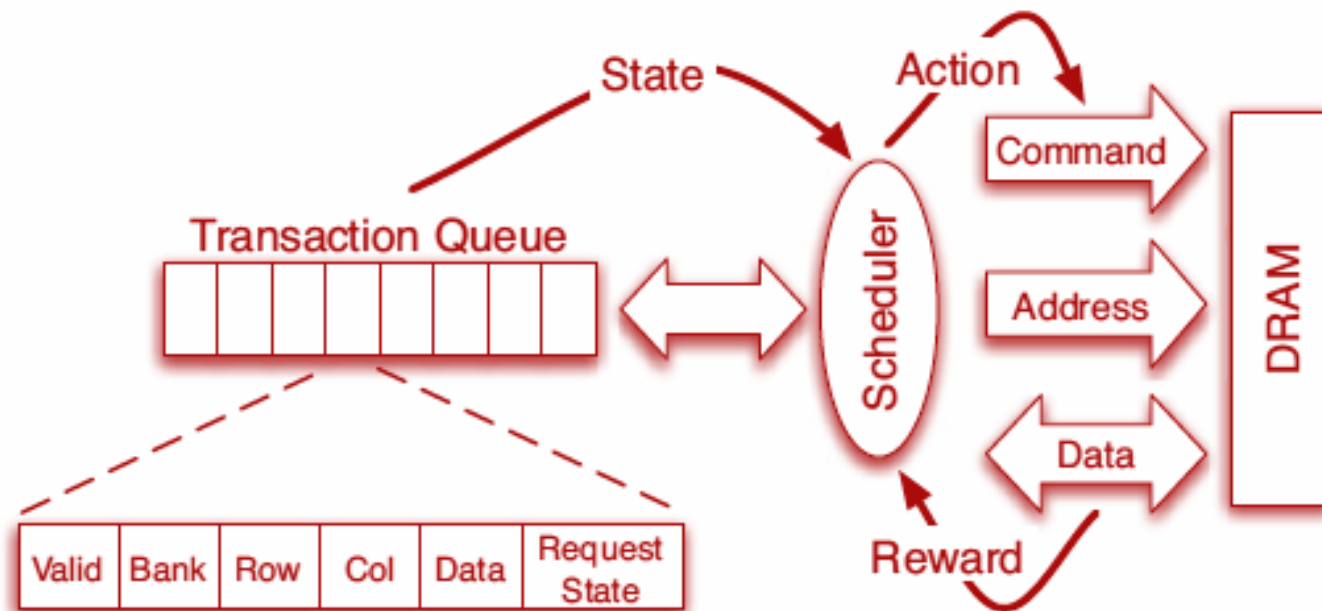 State
Action
Command
Transaction Queue
Scheduler
Address
DRAM
Data
Reward
Valid Bank Row Col Data Request
State